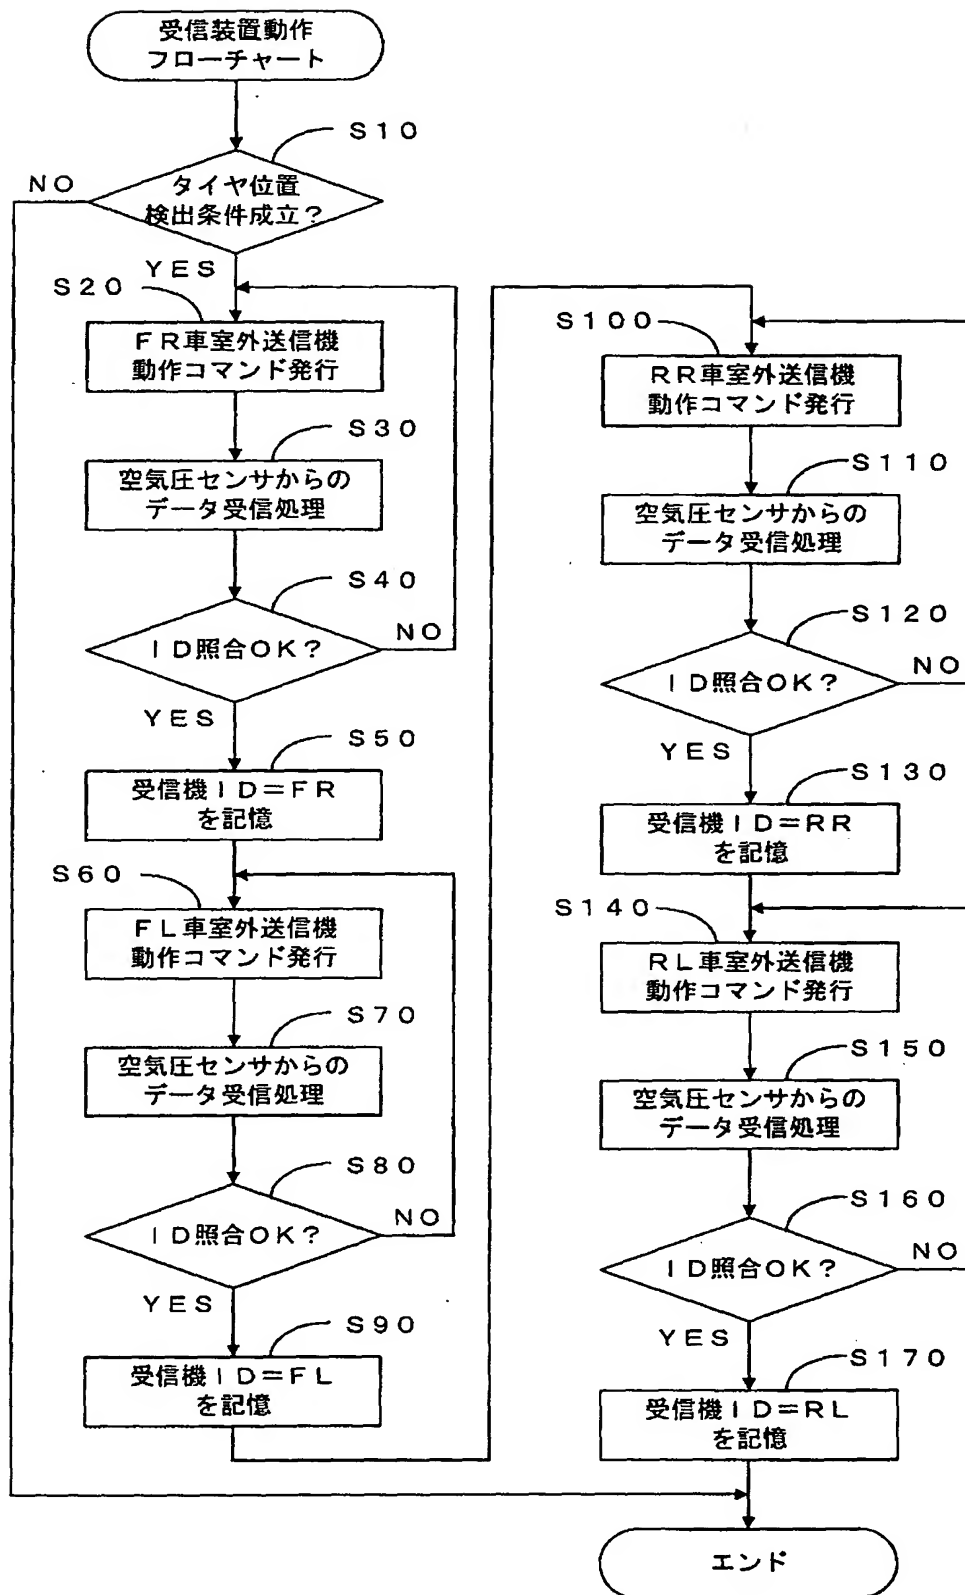 受信装置動作
フローチャート
S10
NO
タイヤ位置
検出条件成立？
YES
S20
FR車室外送信機
動作コマンド発行
S30
空気圧センサからの
データ受信処理
S40
ID照合OK？
NO
YES
S50
受信機ID＝FR
を記憶
S60
FL車室外送信機
動作コマンド発行
S70
空気圧センサからの
データ受信処理
S80
ID照合OK？
NO
YES
S90
受信機ID＝FL
を記憶
S100
RR車室外送信機
動作コマンド発行
S110
空気圧センサからの
データ受信処理
S120
ID照合OK？
NO
YES
S130
受信機ID＝RR
を記憶
S140
RL車室外送信機
動作コマンド発行
S150
空気圧センサからの
データ受信処理
S160
ID照合OK？
NO
YES
S170
受信機ID＝RL
を記憶
エンド